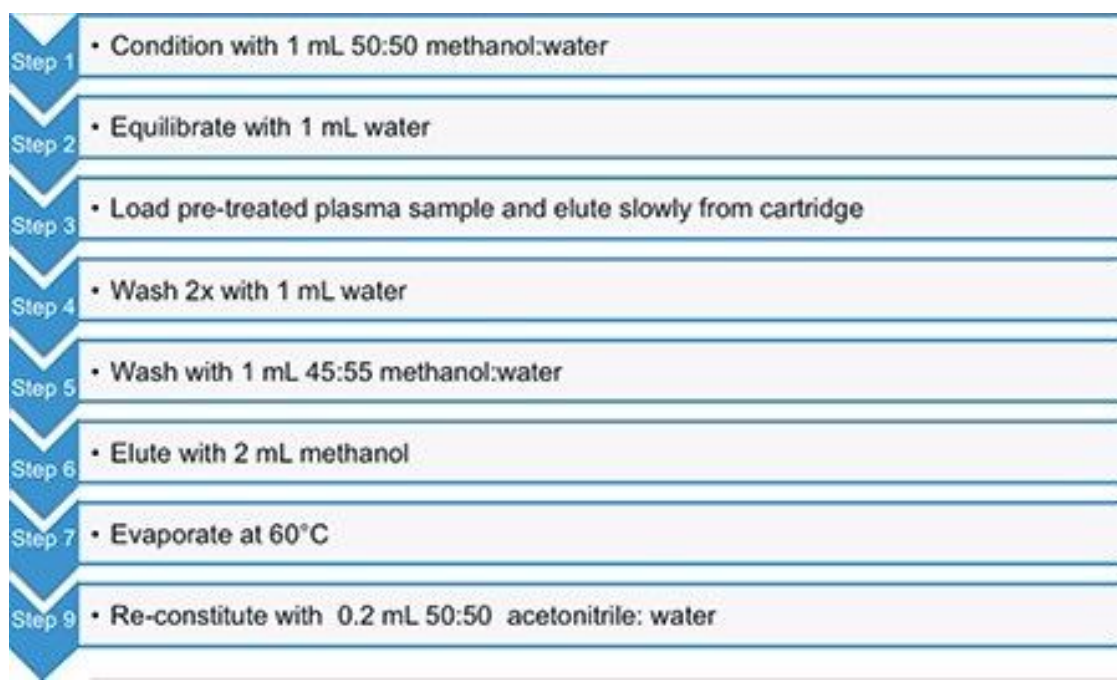 Step 1 • Condition with 1 mL 50:50 methanol:water
Step 2 • Equilibrate with 1 mL water
Step 3 • Load pre-treated plasma sample and elute slowly from cartridge
Step 4 • Wash 2x with 1 mL water
Step 5 • Wash with 1 mL 45:55 methanol:water
Step 6 • Elute with 2 mL methanol
Step 7 • Evaporate at 60°C
Step 9 • Re-constitute with 0.2 mL 50:50 acetonitrile: water